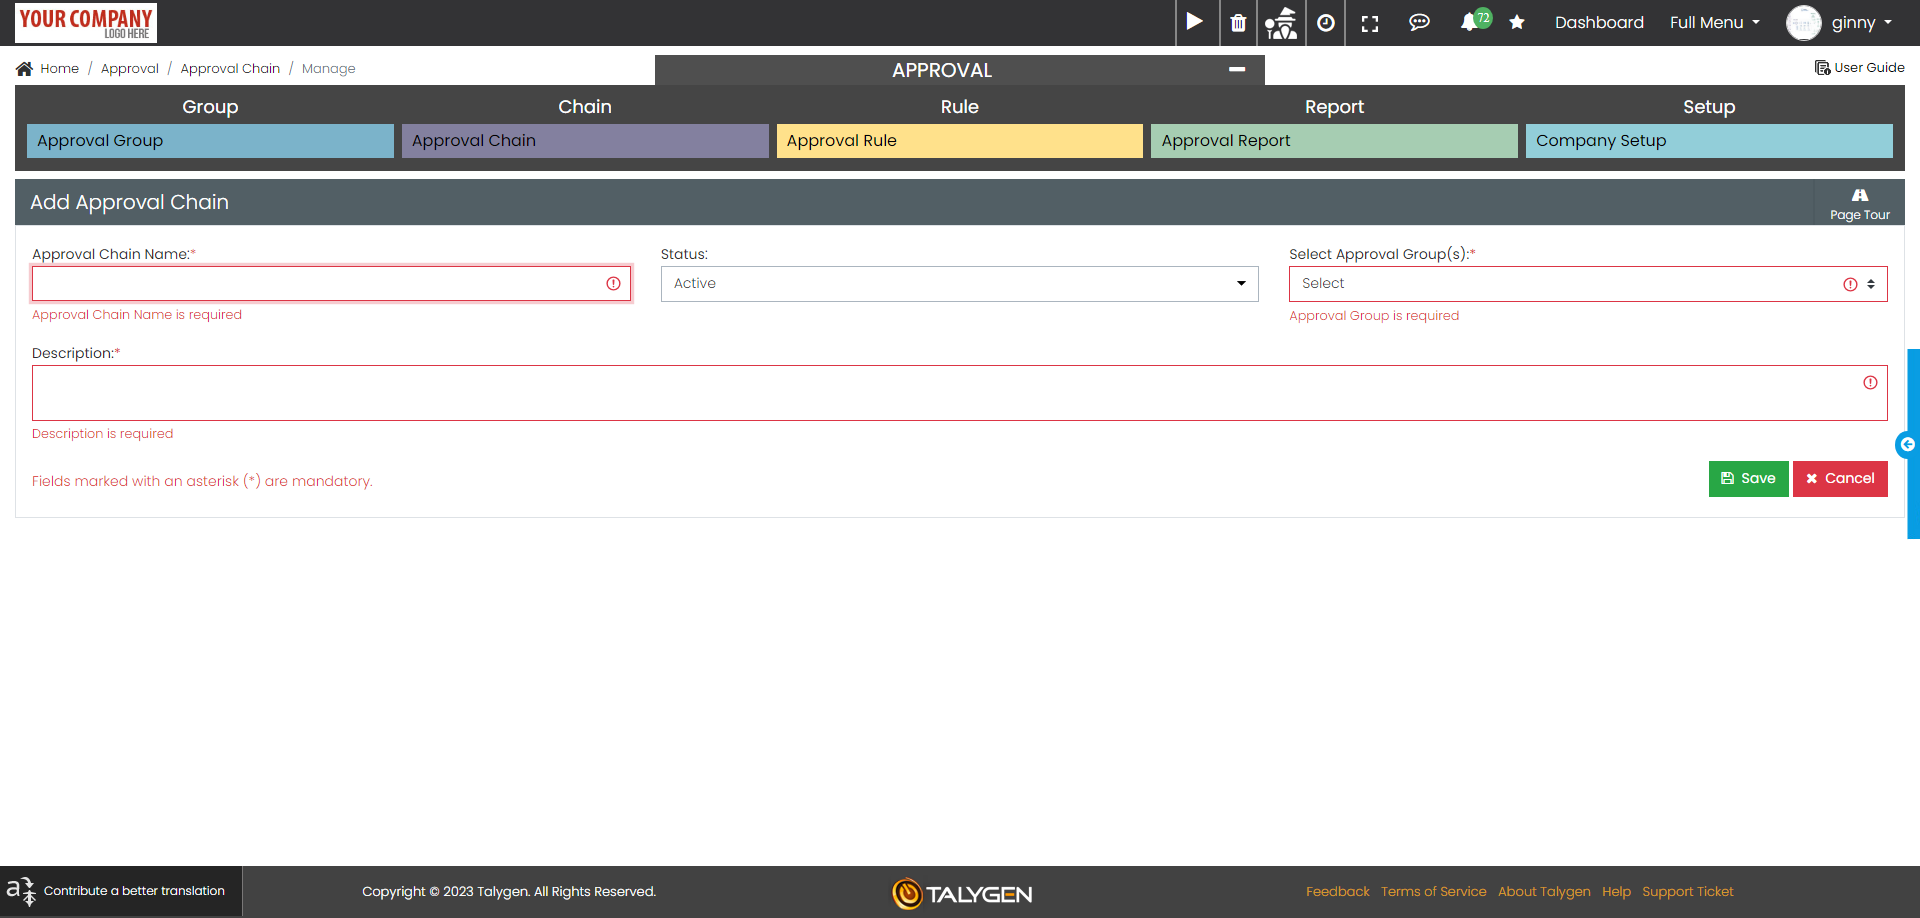 YOUR COMPANY
LOGO HERE
72
Dashboard
Full Menu
ginny
Home / Approval / Approval Chain / Manage
APPROVAL
User Guide
Group
Chain
Rule
Report
Setup
Approval Group
Approval Chain
Approval Rule
Approval Report
Company Setup
Add Approval Chain
Page Tour
Approval Chain Name:*
Status:
Select Approval Group(s):*
Active
Select
Approval Chain Name is required
Approval Group is required
Description:*
Description is required
Fields marked with an asterisk (*) are mandatory.
Save
Cancel
Contribute a better translation
Copyright © 2023 Talygen. All Rights Reserved.
TALYGEN
Feedback
Terms of Service
About Talygen
Help
Support Ticket